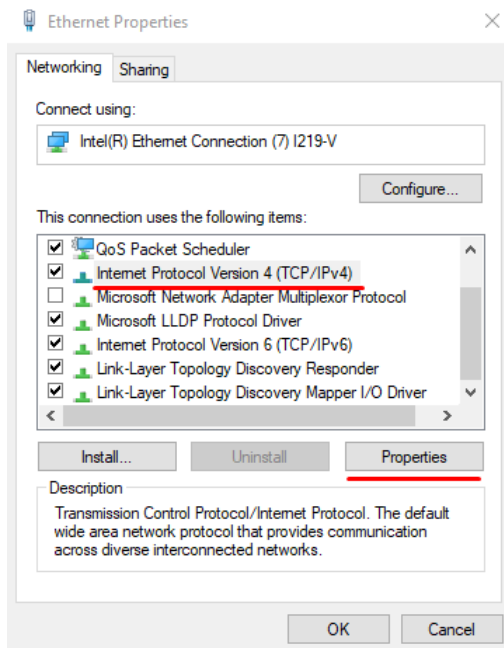 Ethernet Properties
Networking
Sharing
Connect using:
Intel(R) Ethernet Connection (7) I219-V
Configure...
This connection uses the following items:
QoS Packet Scheduler
Internet Protocol Version 4 (TCP/IPv4)
Microsoft Network Adapter Multiplexor Protocol
Microsoft LLDP Protocol Driver
Internet Protocol Version 6 (TCP/IPv6)
Link-Layer Topology Discovery Responder
Link-Layer Topology Discovery Mapper I/O Driver
Install...
Uninstall
Properties
Description
Transmission Control Protocol/Internet Protocol. The default
wide area network protocol that provides communication
across diverse interconnected networks.
OK
Cancel